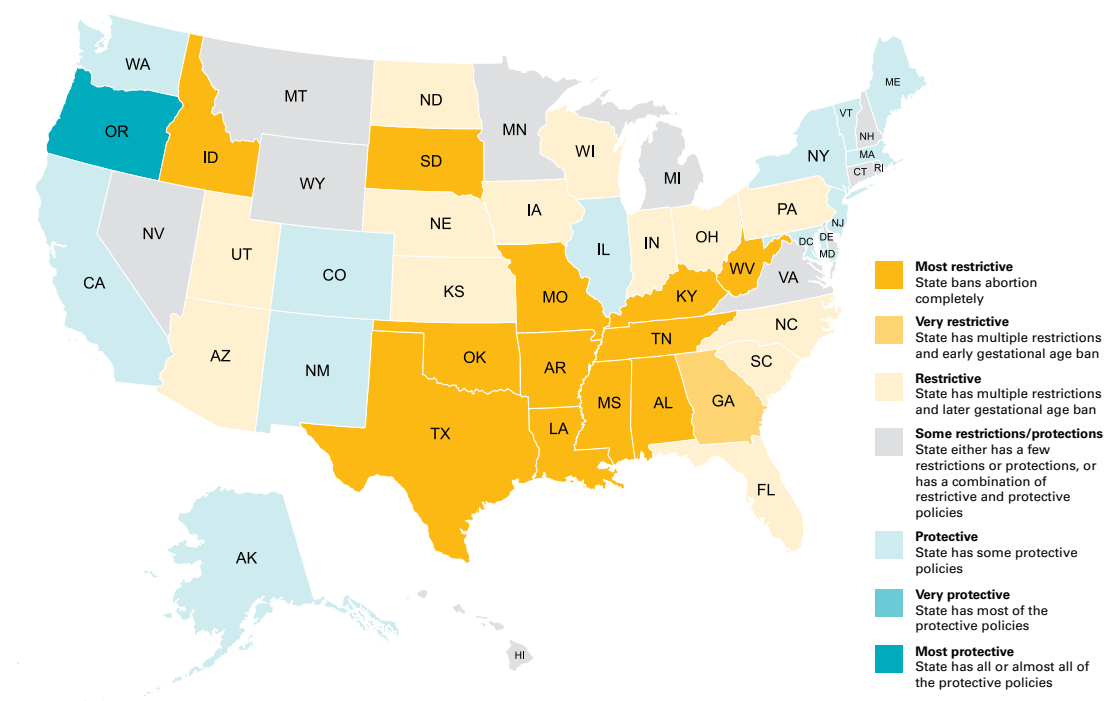 WA
ME
MT
ND
VT
MN
OR
NH
ID
SD
WI
NY
MA
CT
RI
WY
MI
IA
PA
NE
NJ
NV
UT
IL
IN
OH
DE
DC
MD
CO
WV
VA
CA
KS
MO
KY
NC
TN
AZ
OK
SC
NM
AR
MS
AL
GA
TX
LA
FL
AK
HI
Most restrictive
State bans abortion
completely
Very restrictive
State has multiple restrictions
and early gestational age ban
Restrictive
State has multiple restrictions
and later gestational age ban
Some restrictions/protections
State either has a few
restrictions or protections, or
has a combination of
restrictive and protective
policies
Protective
State has some protective
policies
Very protective
State has most of the
protective policies
Most protective
State has all or almost all of
the protective policies